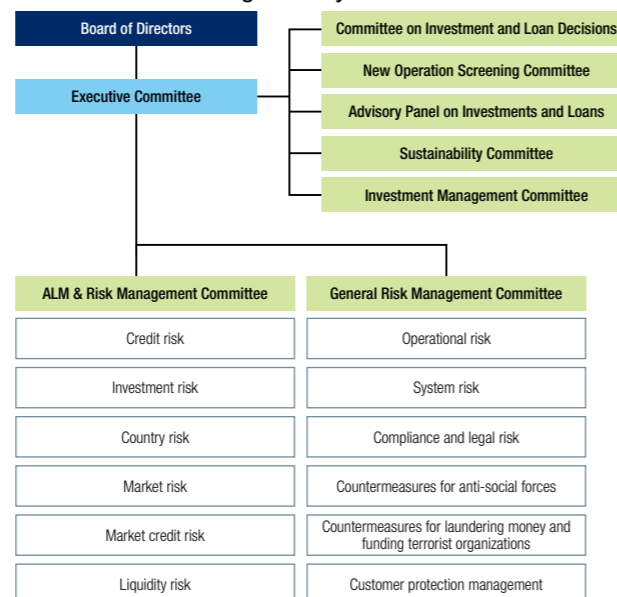 Board of Directors
Executive Committee
Committee on Investment and Loan Decisions
New Operation Screening Committee
Advisory Panel on Investments and Loans
Sustainability Committee
Investment Management Committee
ALM & Risk Management Committee
Credit risk
Investment risk
Country risk
Market risk
Market credit risk
Liquidity risk
General Risk Management Committee
Operational risk
System risk
Compliance and legal risk
Countermeasures for anti-social forces
Countermeasures for laundering money and
funding terrorist organizations
Customer protection management